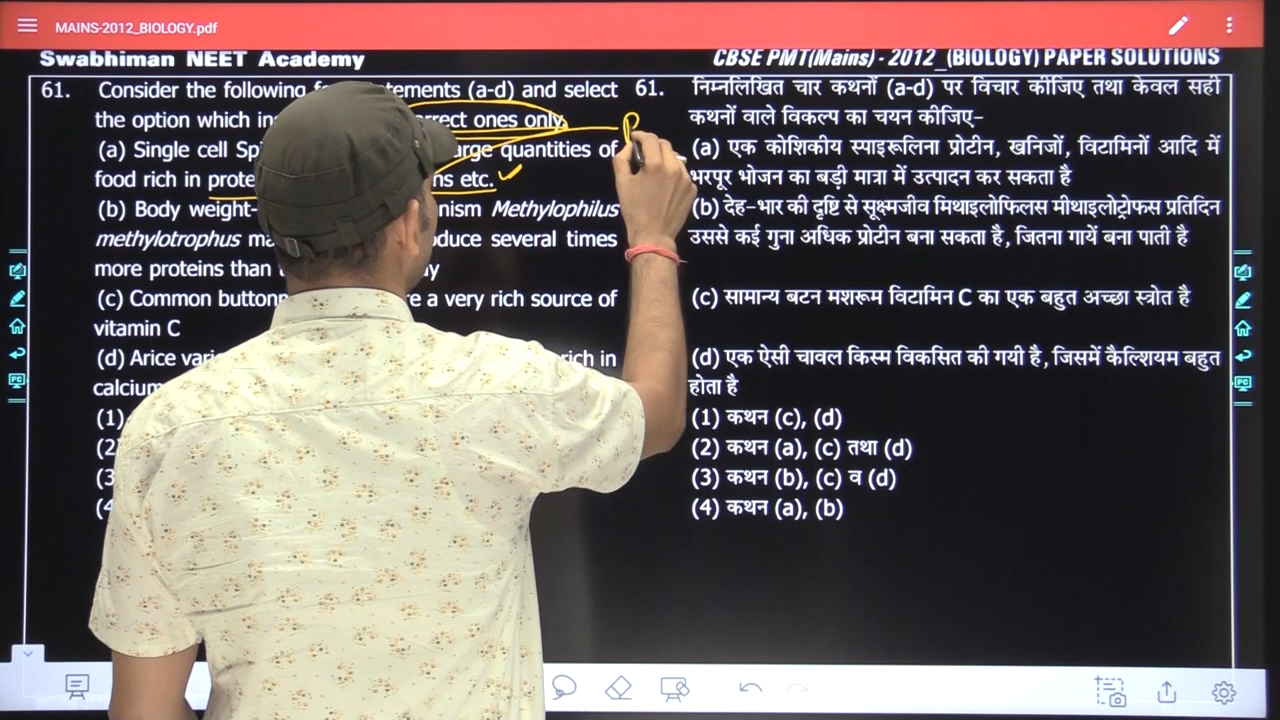 MAINS-2012_BIOLOGY.pdf
Swabhiman NEET Academy
CBSE PMT(Mains) - 2012_(BIOLOGY) PAPER SOLUTIONS
61. Consider the following tements (a-d) and select
the option which in rrect ones only.
(a) Single cell Spi arge quantities of
food rich in prote ns etc.
(b) Body weight- nism Methylophilus
methylotrophus ma oduce several times
more proteins than ay
(c) Common button re a very rich source of
vitamin C
(d) Arice vari rich in
calcium
(1)
(2
(3
(4
61. निम्नलिखित चार कथनों (a-d) पर विचार कीजिए तथा केवल सही
कथनों वाले विकल्प का चयन कीजिए–
(a) एक कोशिकीय स्पाइरूलिना प्रोटीन, खनिजों, विटामिनों आदि में
भरपूर भोजन का बड़ी मात्रा में उत्पादन कर सकता है
(b) देह-भार की दृष्टि से सूक्ष्मजीव मिथाइलोफिलस मीथाइलोट्रोफस प्रतिदिन
उससे कई गुना अधिक प्रोटीन बना सकता है, जितना गायें बना पाती है
(c) सामान्य बटन मशरूम विटामिन C का एक बहुत अच्छा स्त्रोत है
(d) एक ऐसी चावल किस्म विकसित की गयी है, जिसमें कैल्शियम बहुत
होता है
(1) कथन (c), (d)
(2) कथन (a), (c) तथा (d)
(3) कथन (b), (c) व (d)
(4) कथन (a), (b)